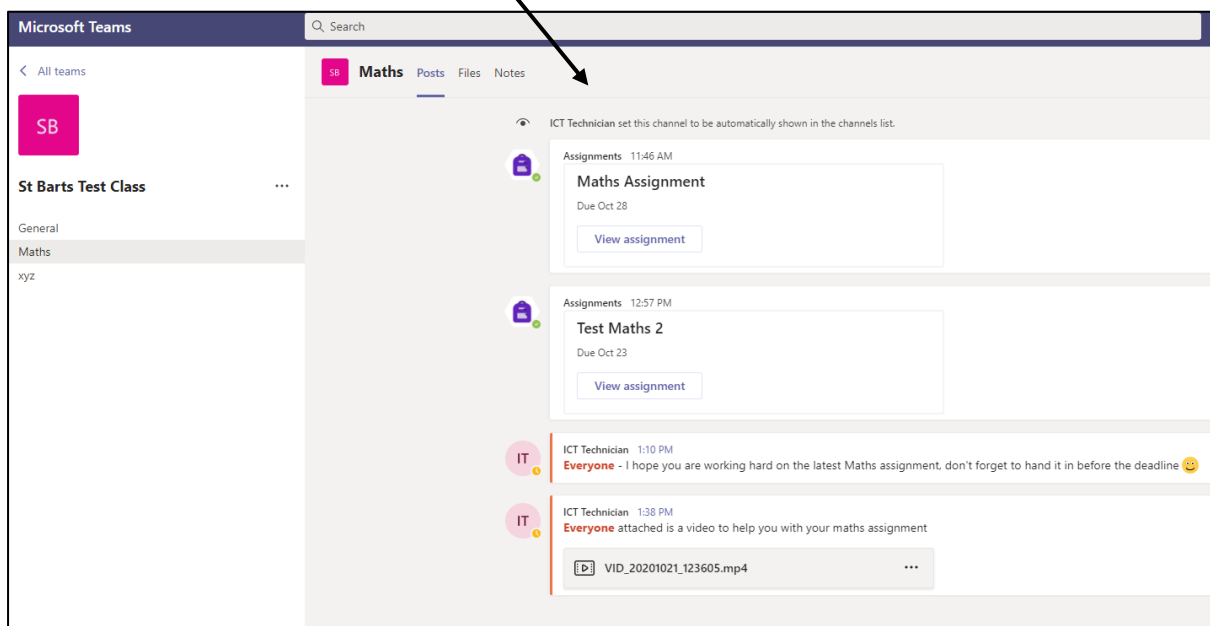 Microsoft Teams
Search
All teams
SB
St Barts Test Class
General
Maths
xyz
SB Maths Posts Files Notes
ICT Technician set this channel to be automatically shown in the channels list.
Assignments 11:46 AM
Maths Assignment
Due Oct 28
View assignment
Assignments 12:57 PM
Test Maths 2
Due Oct 23
View assignment
IT
ICT Technician 1:10 PM
Everyone - I hope you are working hard on the latest Maths assignment, don't forget to hand it in before the deadline
IT
ICT Technician 1:38 PM
Everyone attached is a video to help you with your maths assignment
VID_20201021_123605.mp4